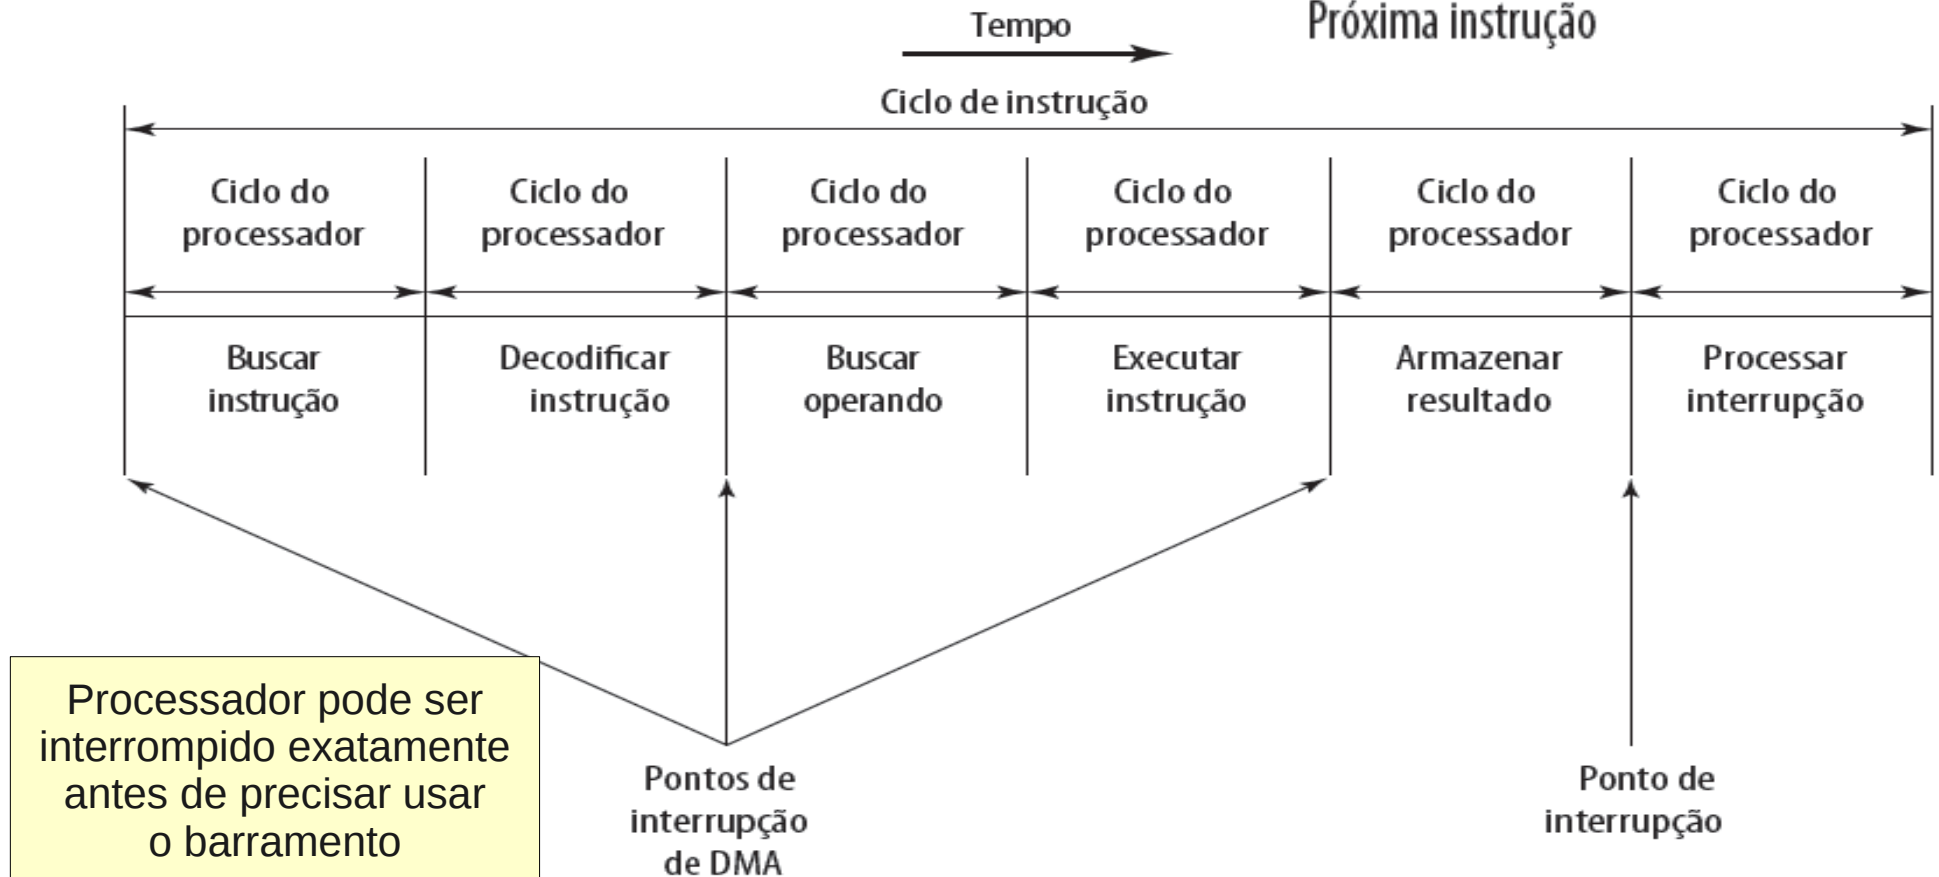 Tempo
Próxima instrução
Ciclo de instrução
Ciclo do
processador
Ciclo do
processador
Ciclo do
processador
Ciclo do
processador
Ciclo do
processador
Ciclo do
processador
Buscar
instrução
Decodificar
instrução
Buscar
operando
Executar
instrução
Armazenar
resultado
Processar
interrupção
Processador pode ser
interrompido exatamente
antes de precisar usar
o barramento
Pontos de
interrupção
de DMA
Ponto de
interrupção